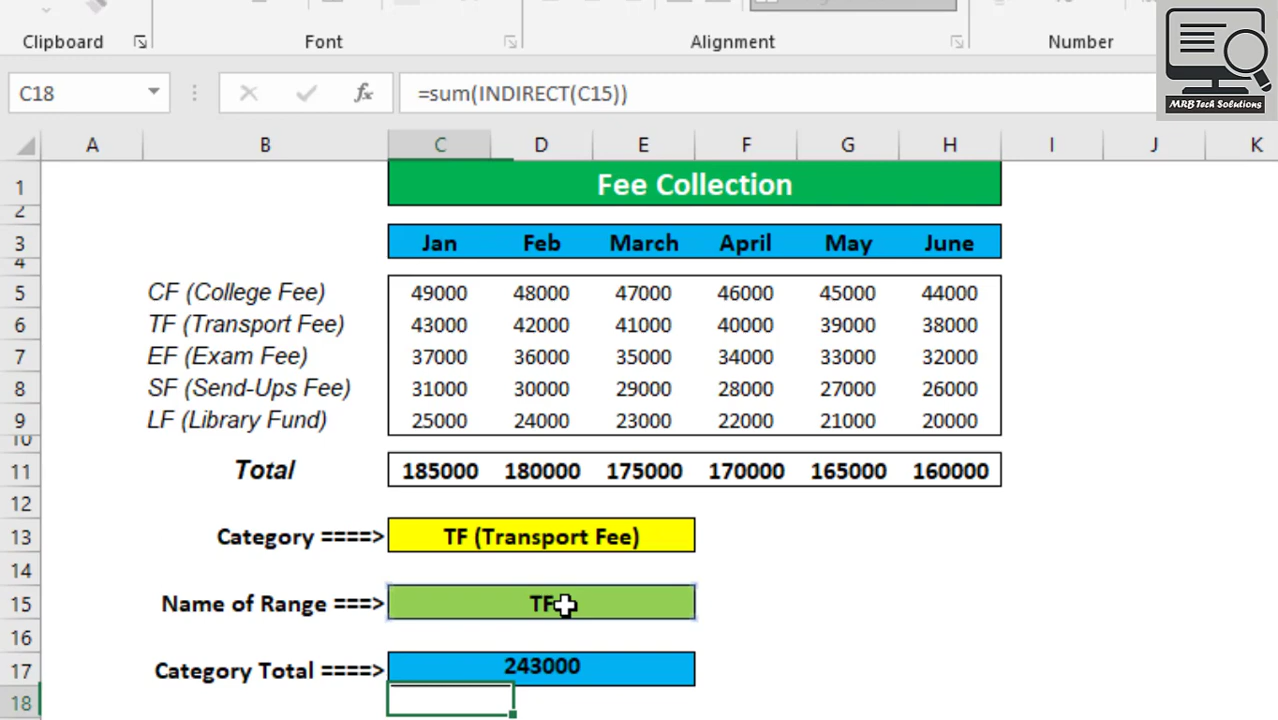 Clipboard Font Alignment Number
MRB Tech Solutions
C18 fx =sum(INDIRECT(C15))
A B C D E F G H I J K
1 Fee Collection
2
3 Jan Feb March April May June
4
5 CF (College Fee) 49000 48000 47000 46000 45000 44000
6 TF (Transport Fee) 43000 42000 41000 40000 39000 38000
7 EF (Exam Fee) 37000 36000 35000 34000 33000 32000
8 SF (Send-Ups Fee) 31000 30000 29000 28000 27000 26000
9 LF (Library Fund) 25000 24000 23000 22000 21000 20000
10
11 Total 185000 180000 175000 170000 165000 160000
12
13 Category ====> TF (Transport Fee)
14
15 Name of Range ===> TF
16
17 Category Total ====> 243000
18